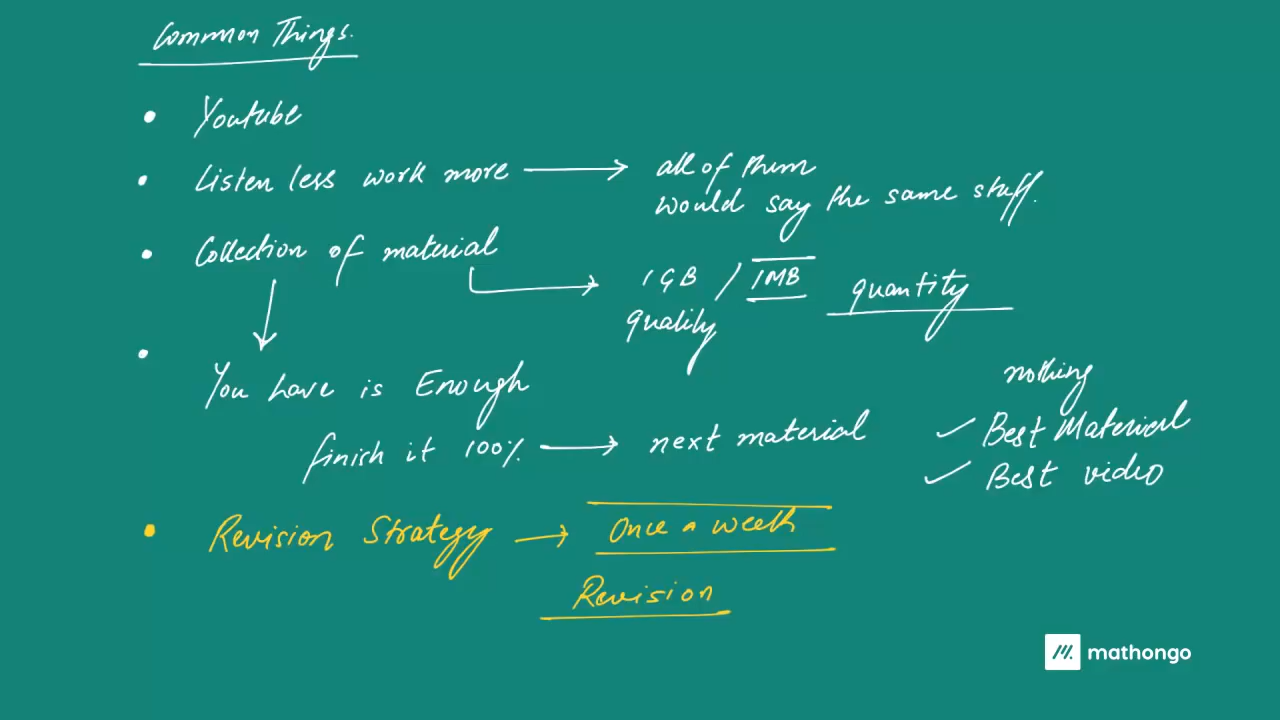 Common Things.
• Youtube
• Listen less work more → all of them
would say the same stuff.
• Collection of material → 1GB / 1MB quantity
quality
• You have is Enough
nothing
finish it 100% → next material ✓ Best Material
✓ Best video
• Revision Strategy → Once a week
Revision
mathongo